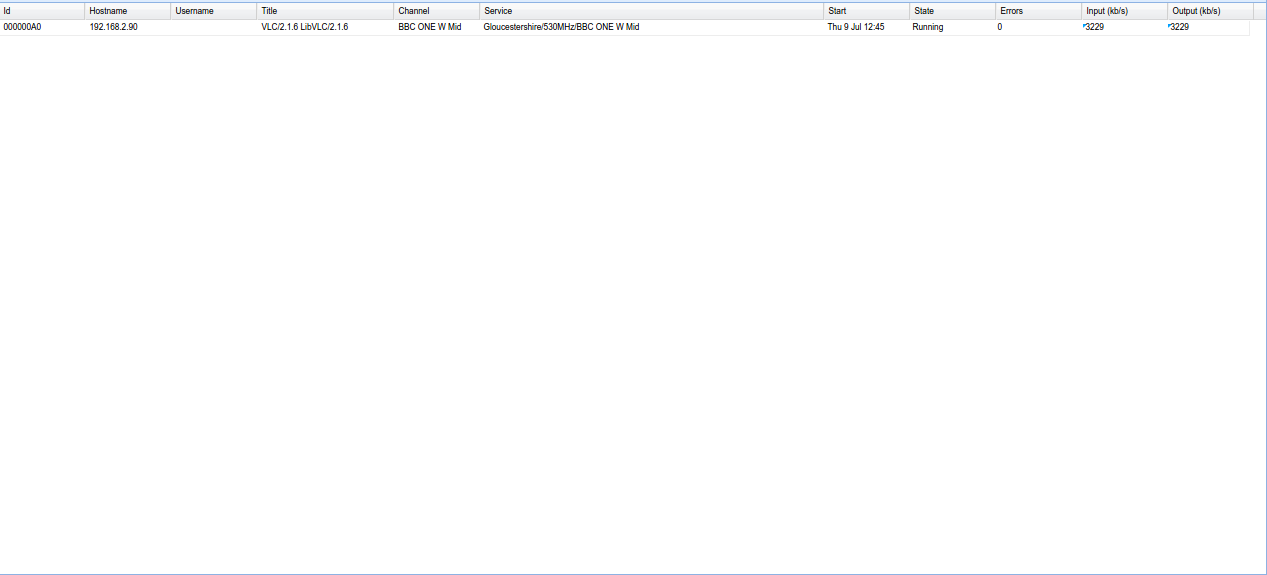 Id Hostname Username Title Channel Service Start State Errors Input (kb/s) Output (kb/s)
000000A0 192.168.2.90 VLC/2.1.6 LibVLC/2.1.6 BBC ONE W Mid Gloucestershire/530MHz/BBC ONE W Mid Thu 9 Jul 12:45 Running 0 3229 3229